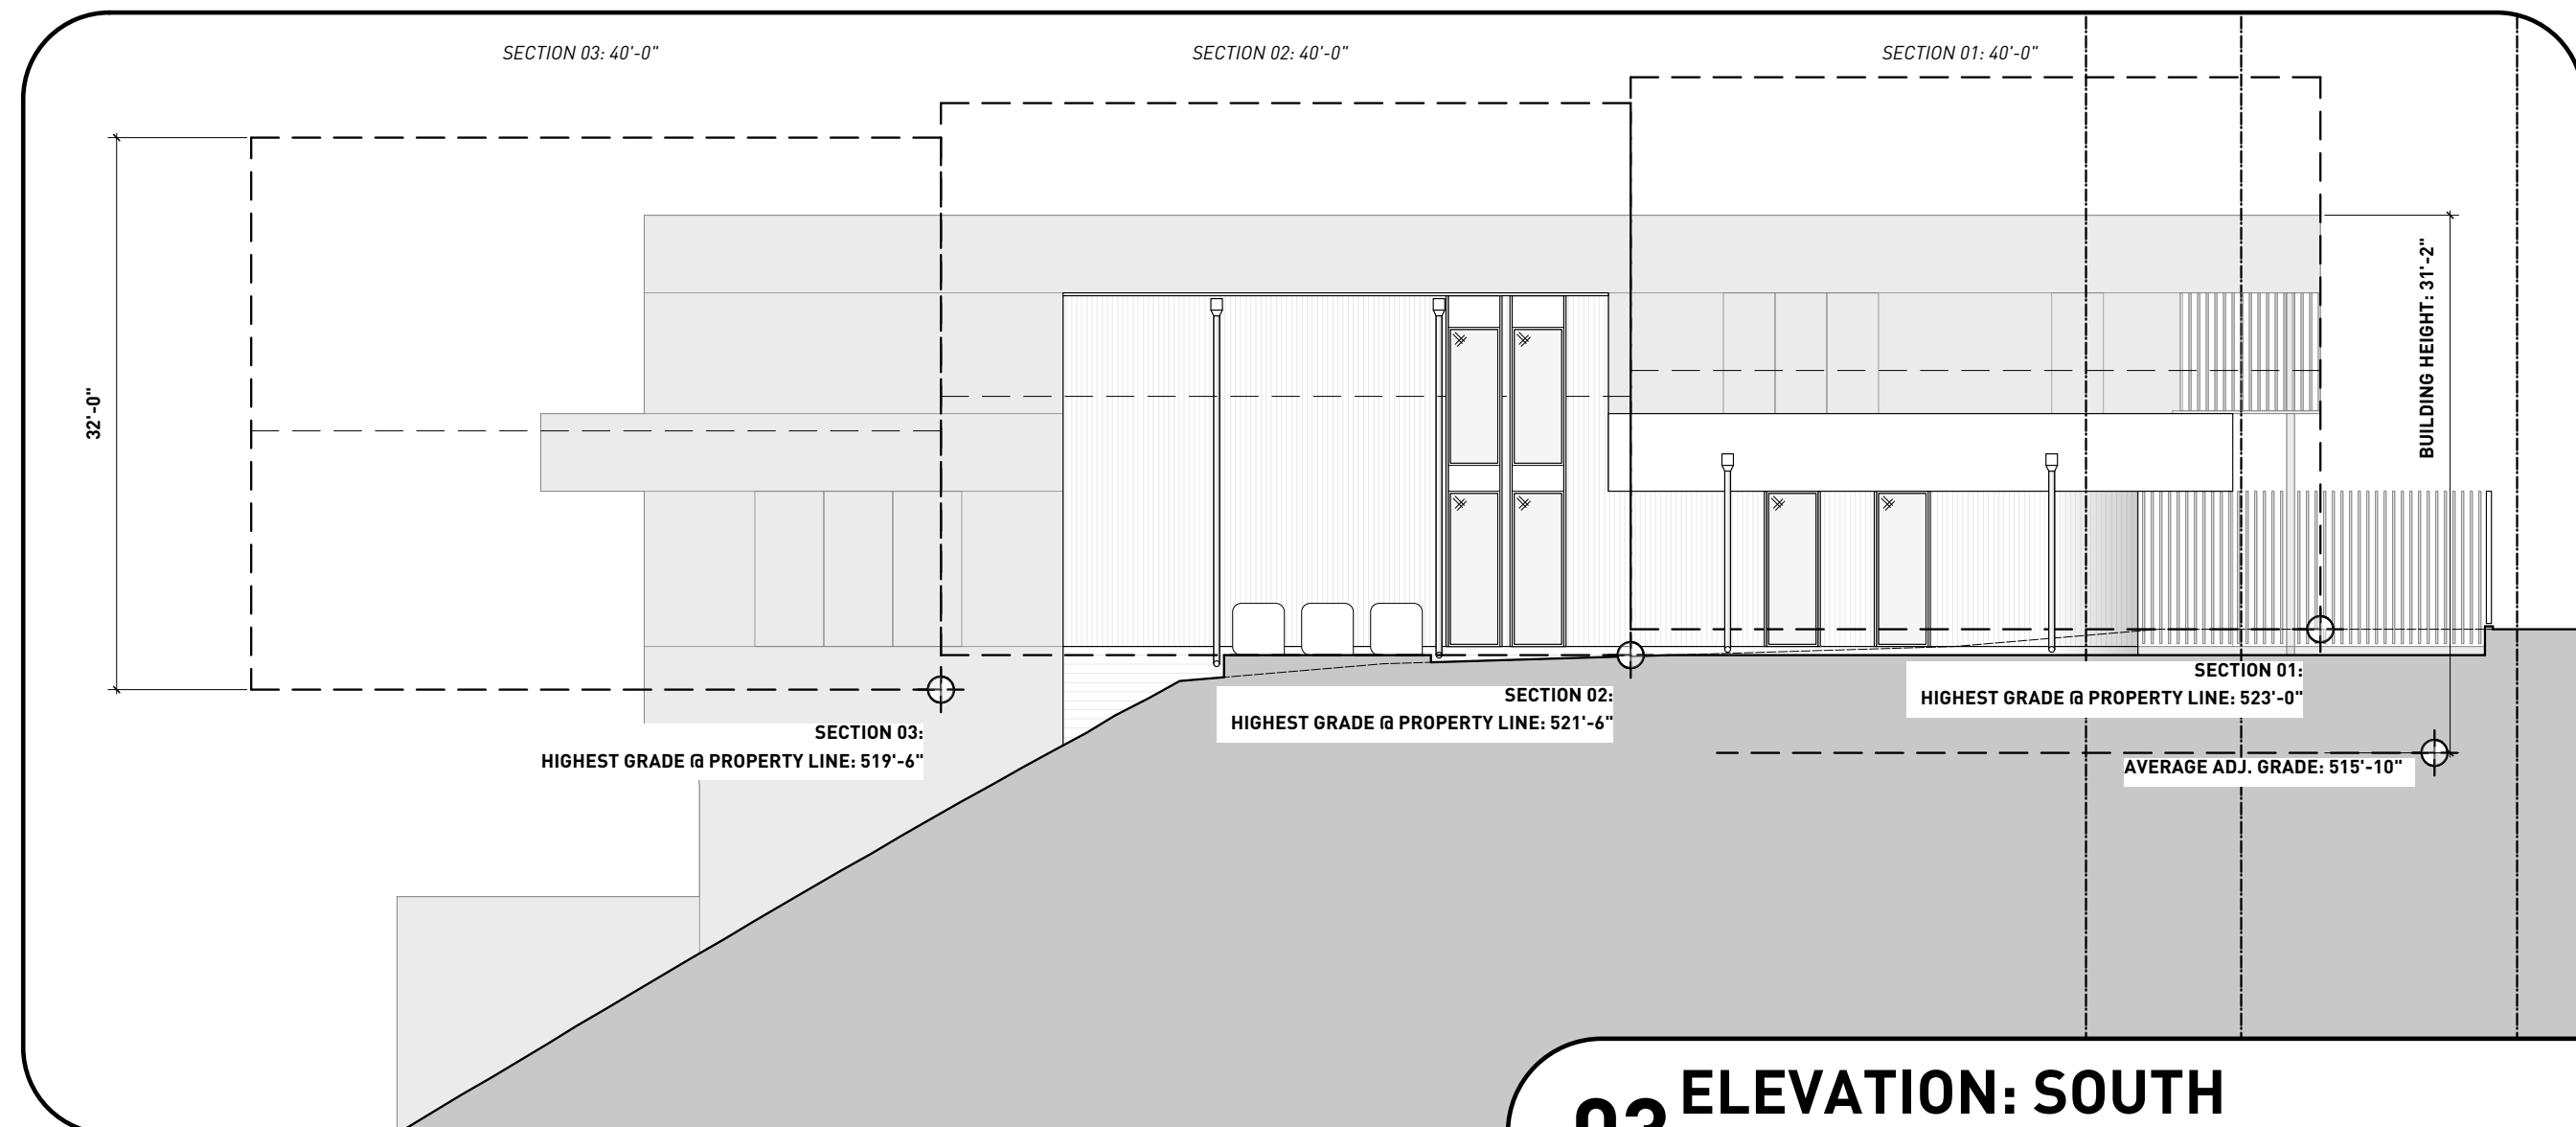 SECTION 03: 40'-0"
SECTION 02: 40'-0"
SECTION 01: 40'-0"
32'-0"
BUILDING HEIGHT: 31'-2"
SECTION 01:
HIGHEST GRADE @ PROPERTY LINE: 523'-0"
SECTION 02:
HIGHEST GRADE @ PROPERTY LINE: 521'-6"
SECTION 03:
HIGHEST GRADE @ PROPERTY LINE: 519'-6"
AVERAGE ADJ. GRADE: 515'-10"
ELEVATION: SOUTH